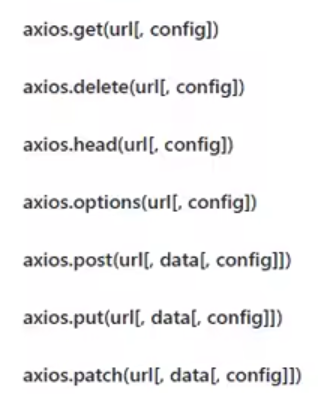 axios.get(url[, config])
axios.delete(url[, config])
axios.head(url[, config])
axios.options(url[, config])
axios.post(url[, data[, config]])
axios.put(url[, data[, config]])
axios.patch(url[, data[, config]])